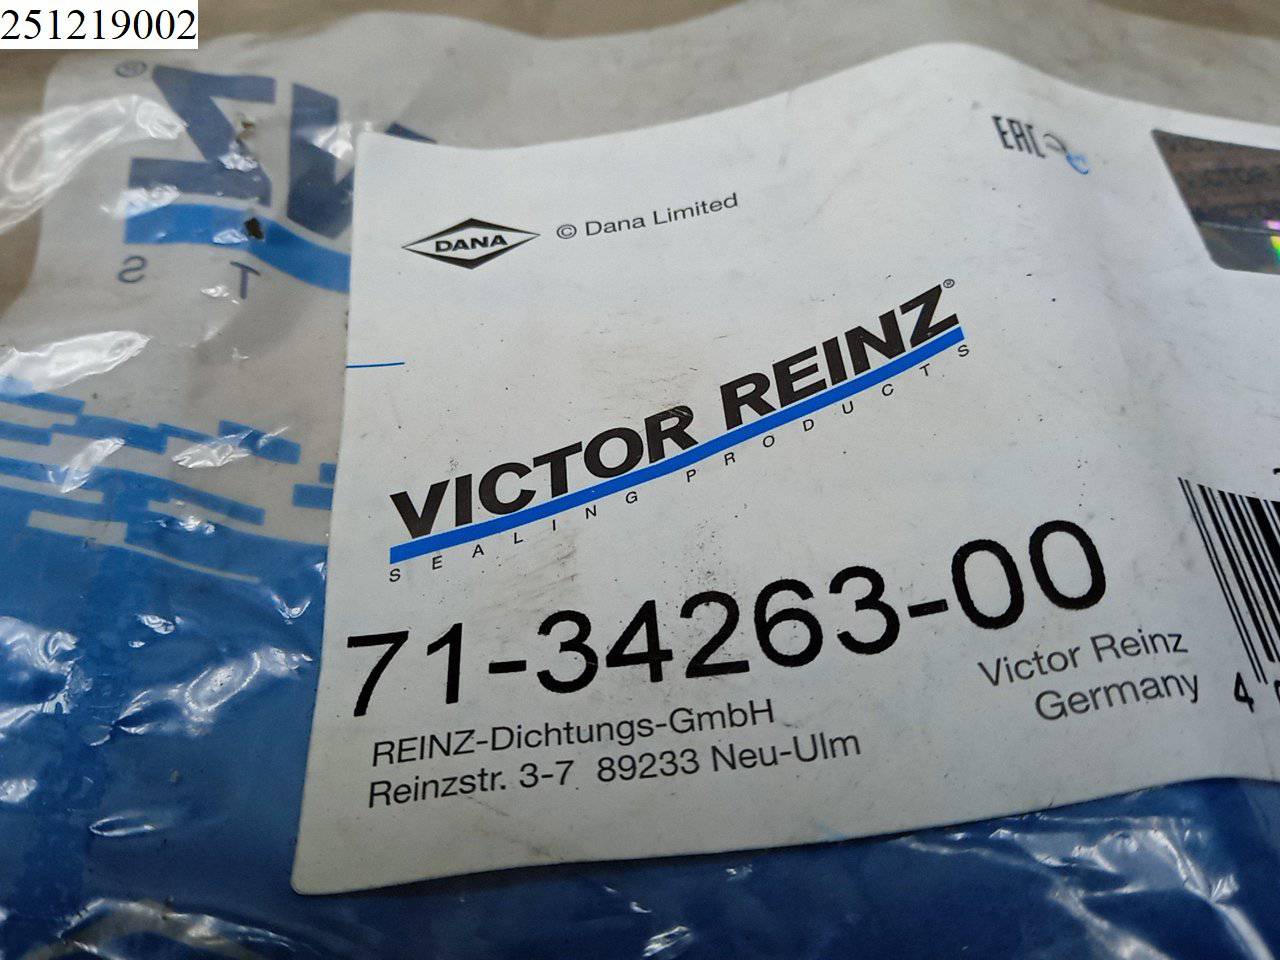 251219002
® 
S T
EAC
DANA © Dana Limited
VICTOR REINZ®
SEALING PRODUCTS
71-34263-00
REINZ-Dichtungs-GmbH
Reinzstr. 3-7 89233 Neu-Ulm
Victor Reinz
Germany
4